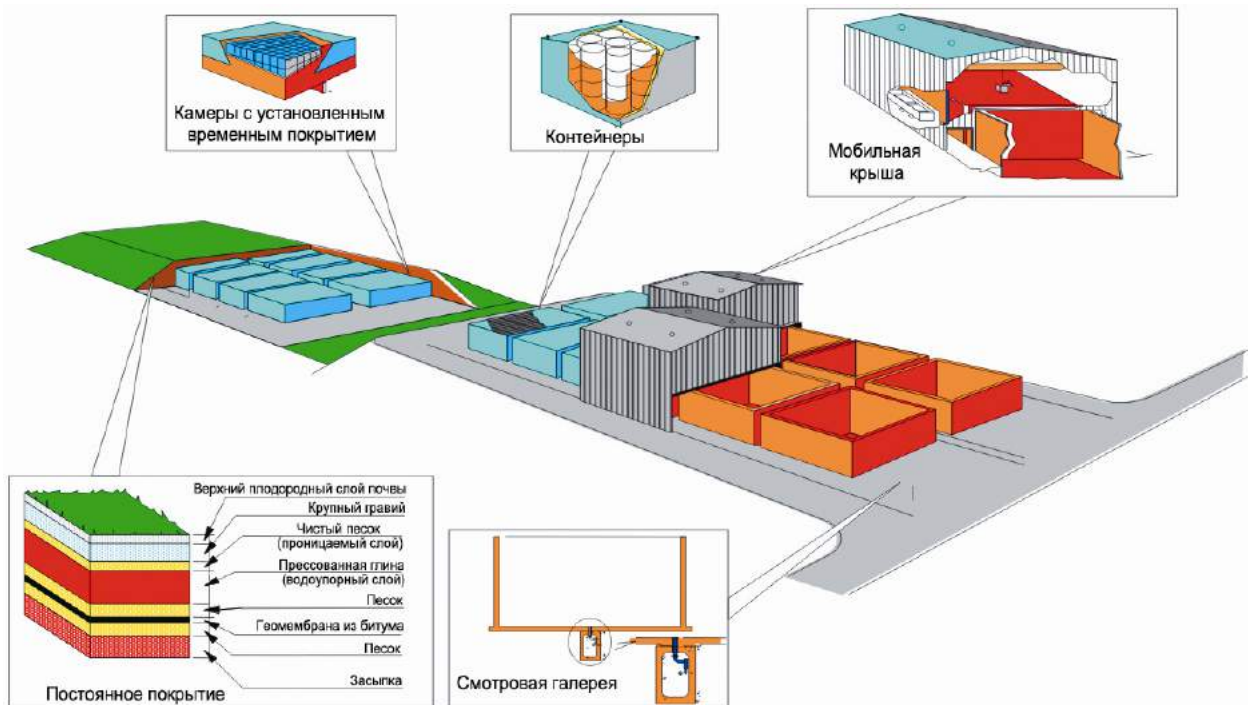 Камеры с установленным
временным покрытием
Контейнеры
Мобильная
крыша
Верхний плодородный слой почвы
Крупный гравий
Чистый песок
(проницаемый слой)
Прессованная глина
(водоупорный слой)
Песок
Геомембрана из битума
Песок
Засыпка
Постоянное покрытие
Смотровая галерея